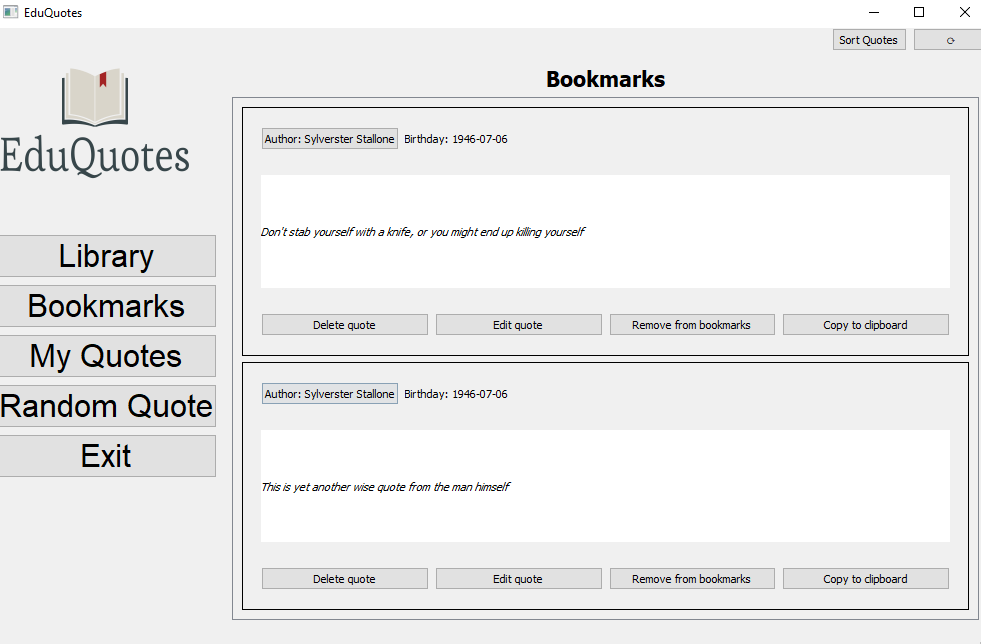 EduQuotes
Sort Quotes
EduQuotes
Library
Bookmarks
My Quotes
Random Quote
Exit
Bookmarks
Author: Sylverster Stallone Birthday: 1946-07-06
Don't stab yourself with a knife, or you might end up killing yourself
Delete quote Edit quote Remove from bookmarks Copy to clipboard
Author: Sylverster Stallone Birthday: 1946-07-06
This is yet another wise quote from the man himself
Delete quote Edit quote Remove from bookmarks Copy to clipboard